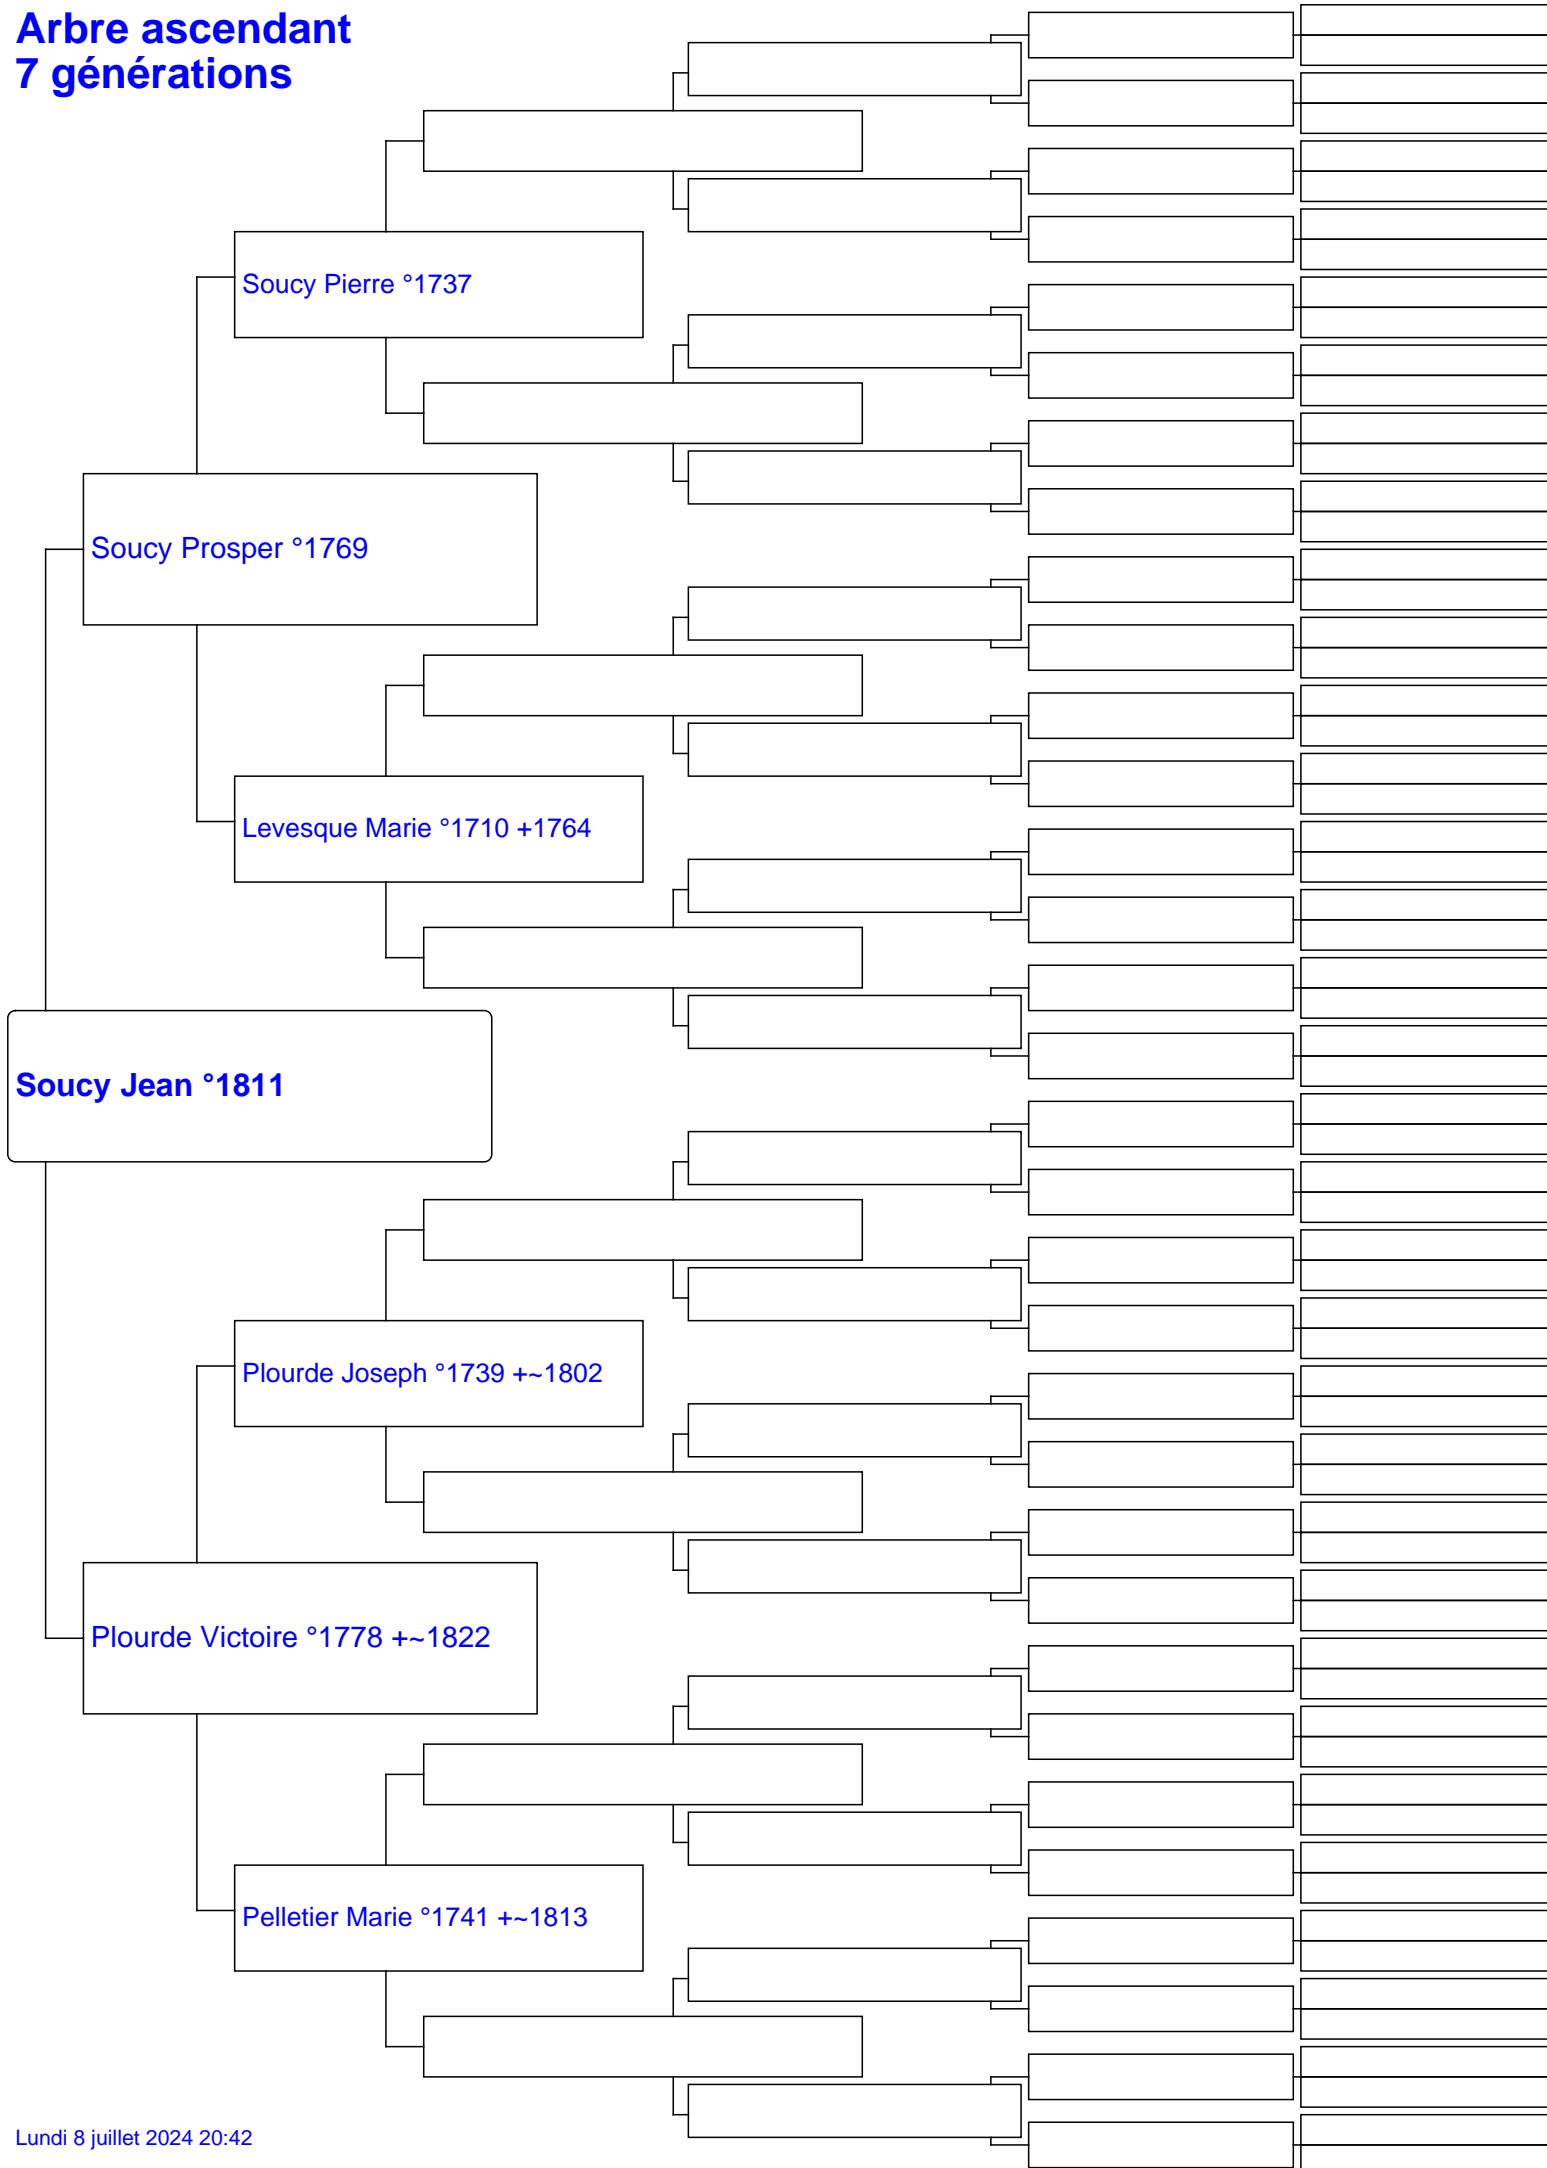 Arbre ascendant
7 générations
Soucy Pierre °1737
Soucy Prosper °1769
Levesque Marie °1710 +1764
Soucy Jean °1811
Plourde Joseph °1739 +~1802
Plourde Victoire °1778 +~1822
Pelletier Marie °1741 +~1813
Lundi 8 juillet 2024 20:42